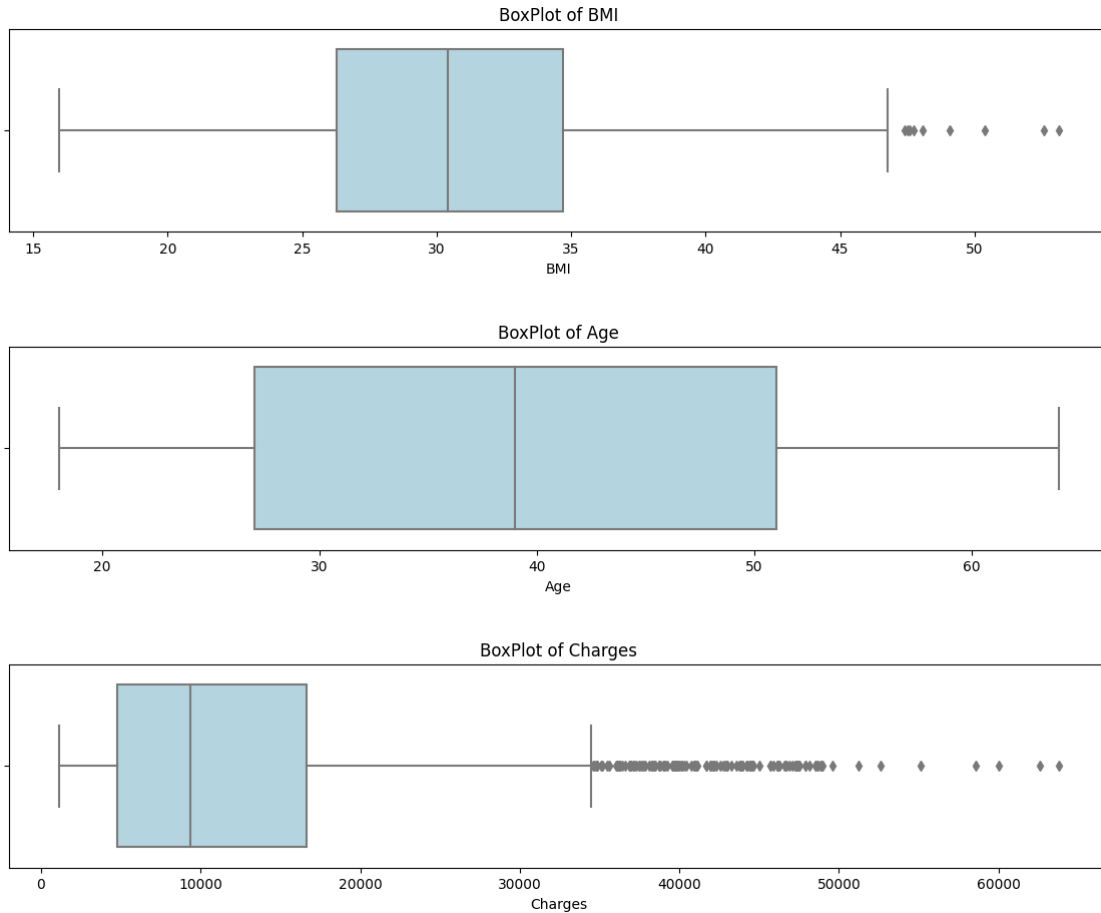 BoxPlot of BMI
15 20 25 30 35 40 45 50
BMI
BoxPlot of Age
20 30 40 50 60
Age
BoxPlot of Charges
0 10000 20000 30000 40000 50000 60000
Charges